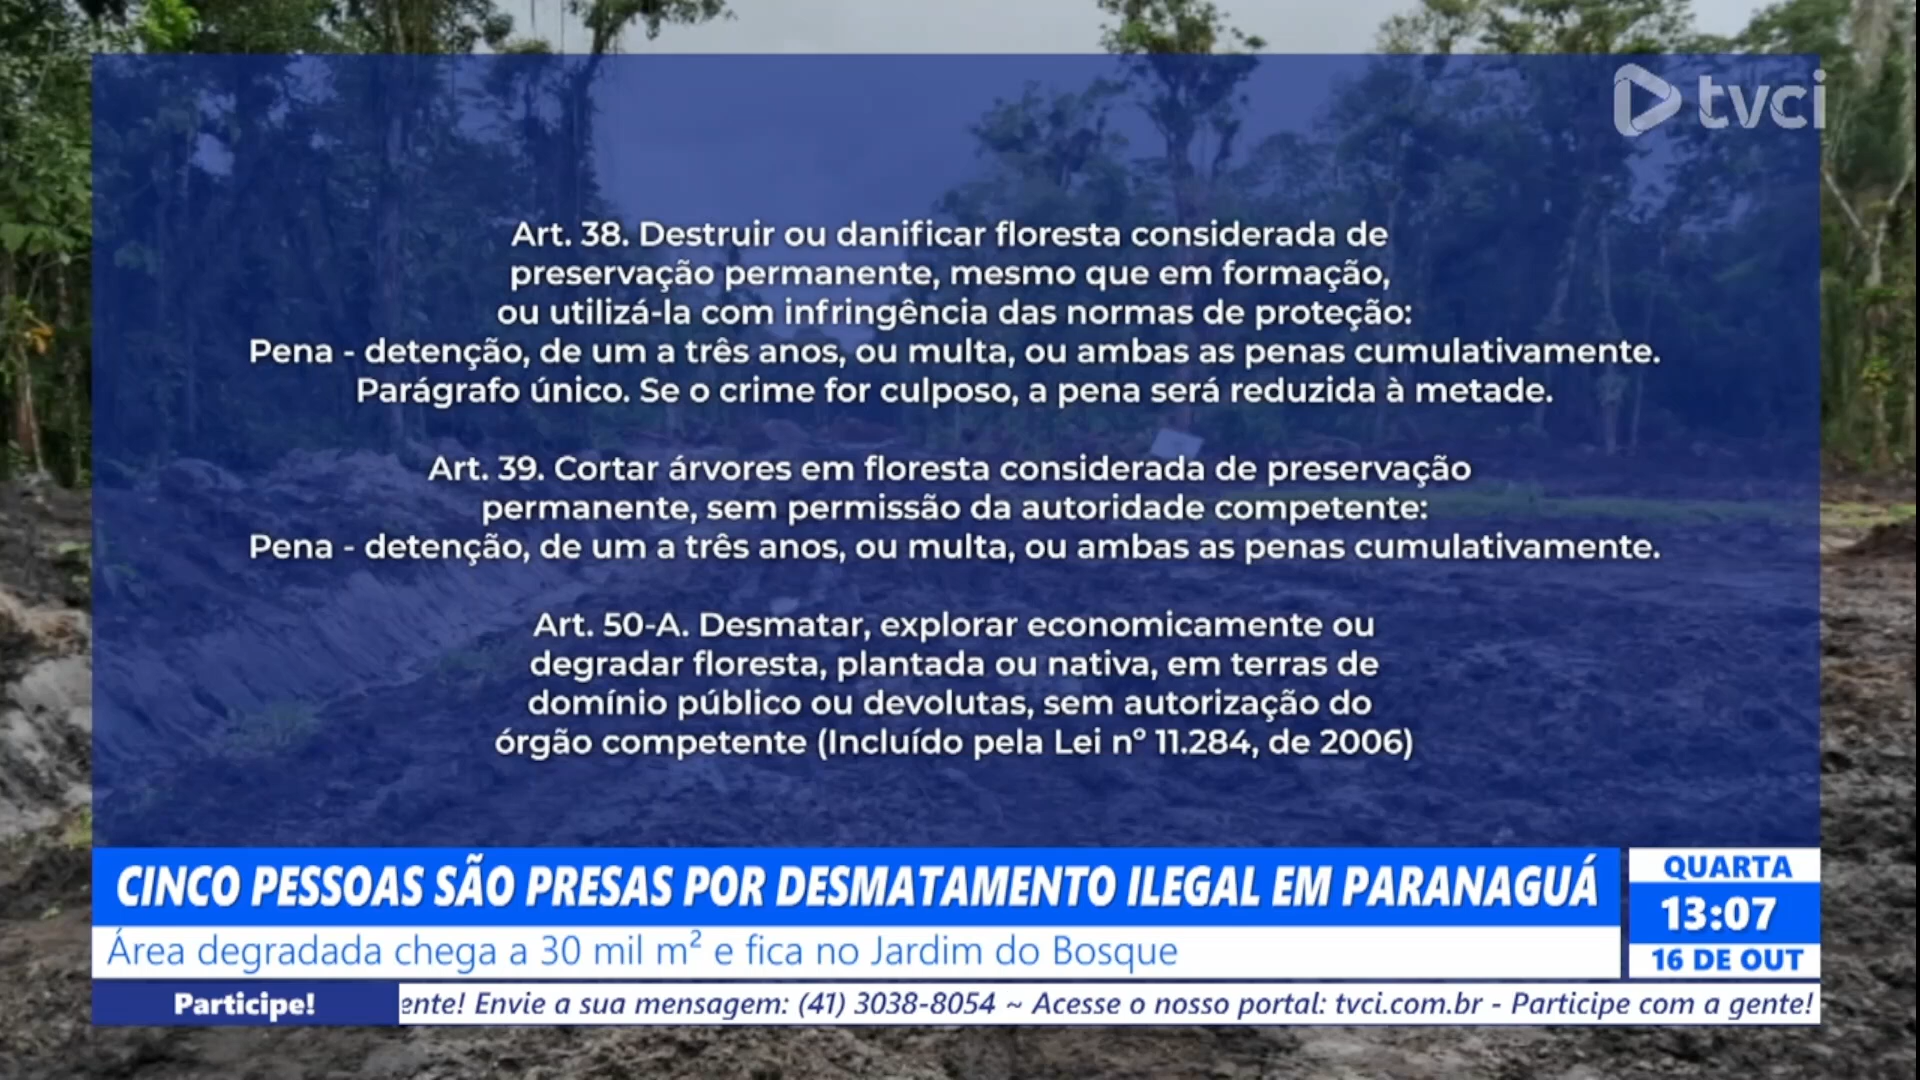 tvci
Art. 38. Destruir ou danificar floresta considerada de
preservação permanente, mesmo que em formação,
ou utilizá-la com infringência das normas de proteção:
Pena - detenção, de um a três anos, ou multa, ou ambas as penas cumulativamente.
Parágrafo único. Se o crime for culposo, a pena será reduzida à metade.
Art. 39. Cortar árvores em floresta considerada de preservação
permanente, sem permissão da autoridade competente:
Pena - detenção, de um a três anos, ou multa, ou ambas as penas cumulativamente.
Art. 50-A. Desmatar, explorar economicamente ou
degradar floresta, plantada ou nativa, em terras de
domínio público ou devolutas, sem autorização do
órgão competente (Incluído pela Lei nº 11.284, de 2006)
CINCO PESSOAS SÃO PRESAS POR DESMATAMENTO ILEGAL EM PARANAGUÁ
Área degradada chega a 30 mil m² e fica no Jardim do Bosque
QUARTA
13:07
16 DE OUT
Participe!
ente! Envie a sua mensagem: (41) 3038-8054 ~ Acesse o nosso portal: tvci.com.br - Participe com a gente!